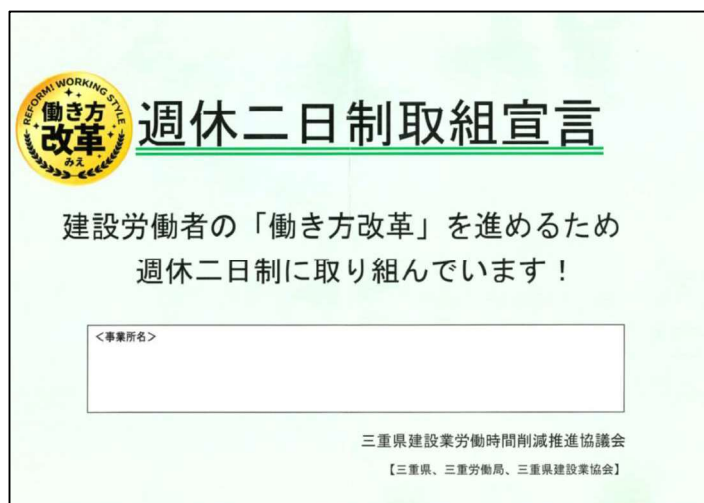 REFORM! WORKING STYLE
働き方
改革
みえ
週休二日制取組宣言
建設労働者の「働き方改革」を進めるため
週休二日制に取り組んでいます！
＜事業所名＞
三重県建設業労働時間削減推進協議会
【三重県、三重労働局、三重県建設業協会】